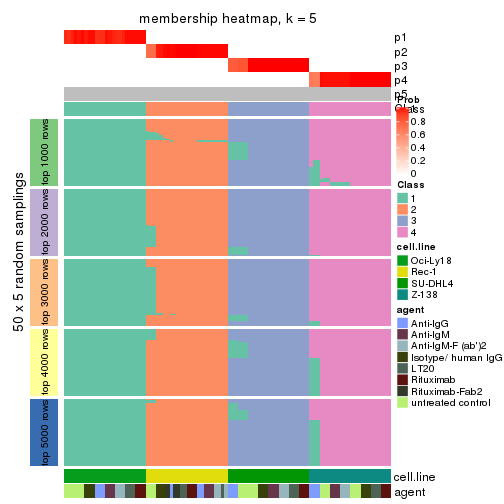 membership heatmap, k = 5
p1
p2
p3
p4
p5
Class
50 x 5 random samplings
top 1000 rows
top 2000 rows
top 3000 rows
top 4000 rows
top 5000 rows
Prob
1
0.8
0.6
0.4
0.2
0
Class
1
2
3
4
cell.line
Oci-Ly18
Rec-1
SU-DHL4
Z-138
agent
Anti-IgG
Anti-IgM
Anti-IgM-F (ab')2
Isotype/ human IgG
LT20
Rituximab
Rituximab-Fab2
untreated control
cell.line
agent